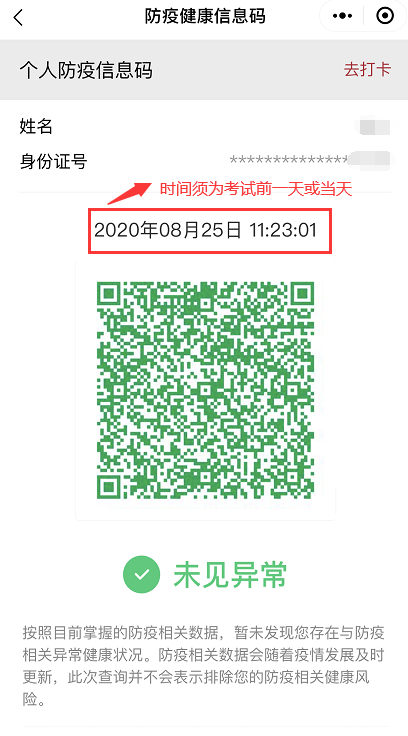 防疫健康信息码
个人防疫信息码
去打卡
姓名
身份证号
**************
时间须为考试前一天或当天
2020年08月25日 11:23:01
未见异常
按照目前掌握的防疫相关数据，暂未发现您存在与防疫
相关异常健康状况。防疫相关数据会随着疫情发展及时
更新，此次查询并不会表示排除您的防疫相关健康风
险。